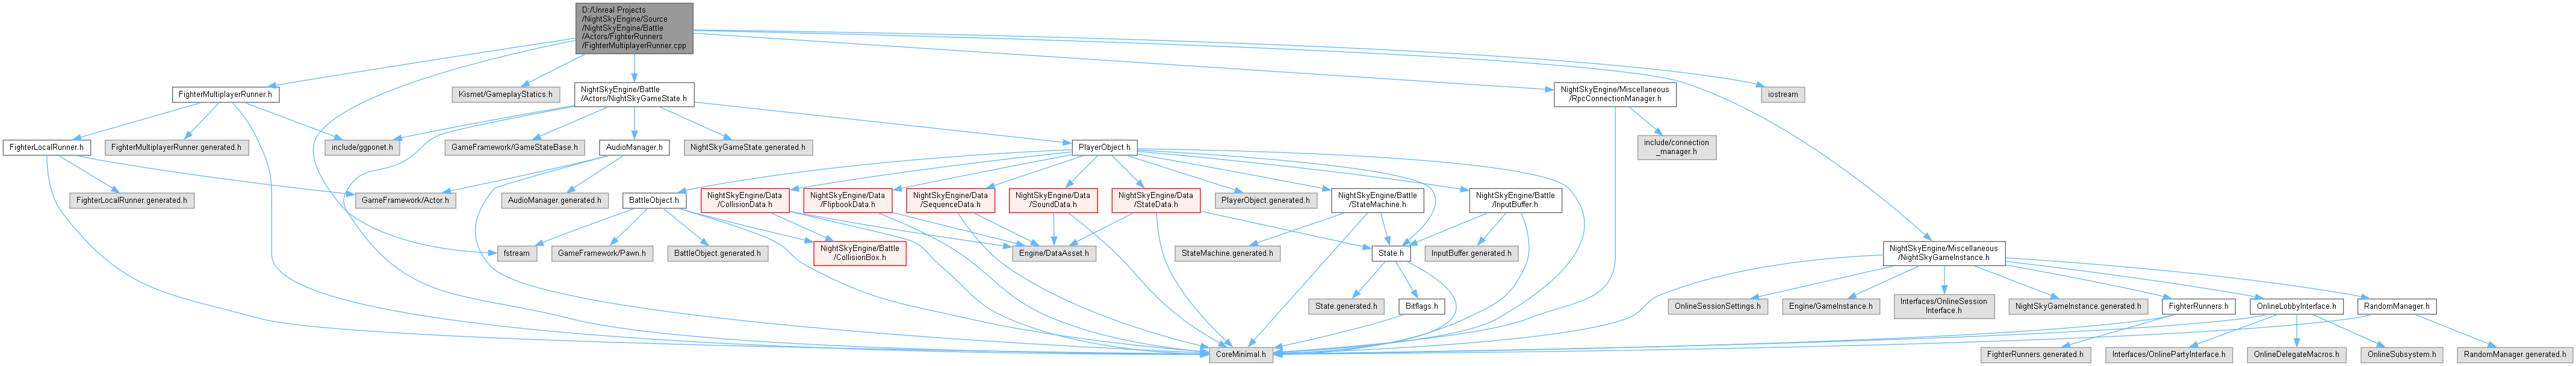 D:/Unreal Projects
/NightSkyEngine/Source
/NightSkyEngine/Battle
/Actors/FighterRunners
/FighterMultiplayerRunner.cpp
FighterMultiplayerRunner.h
Kismet/GameplayStatics.h
NightSkyEngine/Battle
/Actors/NightSkyGameState.h
NightSkyEngine/Miscellaneous
/RpcConnectionManager.h
iostream
FighterLocalRunner.h
FighterMultiplayerRunner.generated.h
include/ggponet.h
GameFramework/GameStateBase.h
AudioManager.h
NightSkyGameState.generated.h
PlayerObject.h
include/connection
_manager.h
FighterLocalRunner.generated.h
GameFramework/Actor.h
AudioManager.generated.h
BattleObject.h
NightSkyEngine/Data
/CollisionData.h
NightSkyEngine/Data
/FlipbookData.h
NightSkyEngine/Data
/SequenceData.h
NightSkyEngine/Data
/SoundData.h
NightSkyEngine/Data
/StateData.h
PlayerObject.generated.h
NightSkyEngine/Battle
/StateMachine.h
NightSkyEngine/Battle
/InputBuffer.h
fstream
GameFramework/Pawn.h
BattleObject.generated.h
NightSkyEngine/Battle
/CollisionBox.h
Engine/DataAsset.h
StateMachine.generated.h
State.h
InputBuffer.generated.h
NightSkyEngine/Miscellaneous
/NightSkyGameInstance.h
State.generated.h
Bitflags.h
OnlineSessionSettings.h
Engine/GameInstance.h
Interfaces/OnlineSession
Interface.h
NightSkyGameInstance.generated.h
FighterRunners.h
OnlineLobbyInterface.h
RandomManager.h
CoreMinimal.h
FighterRunners.generated.h
Interfaces/OnlinePartyInterface.h
OnlineDelegateMacros.h
OnlineSubsystem.h
RandomManager.generated.h